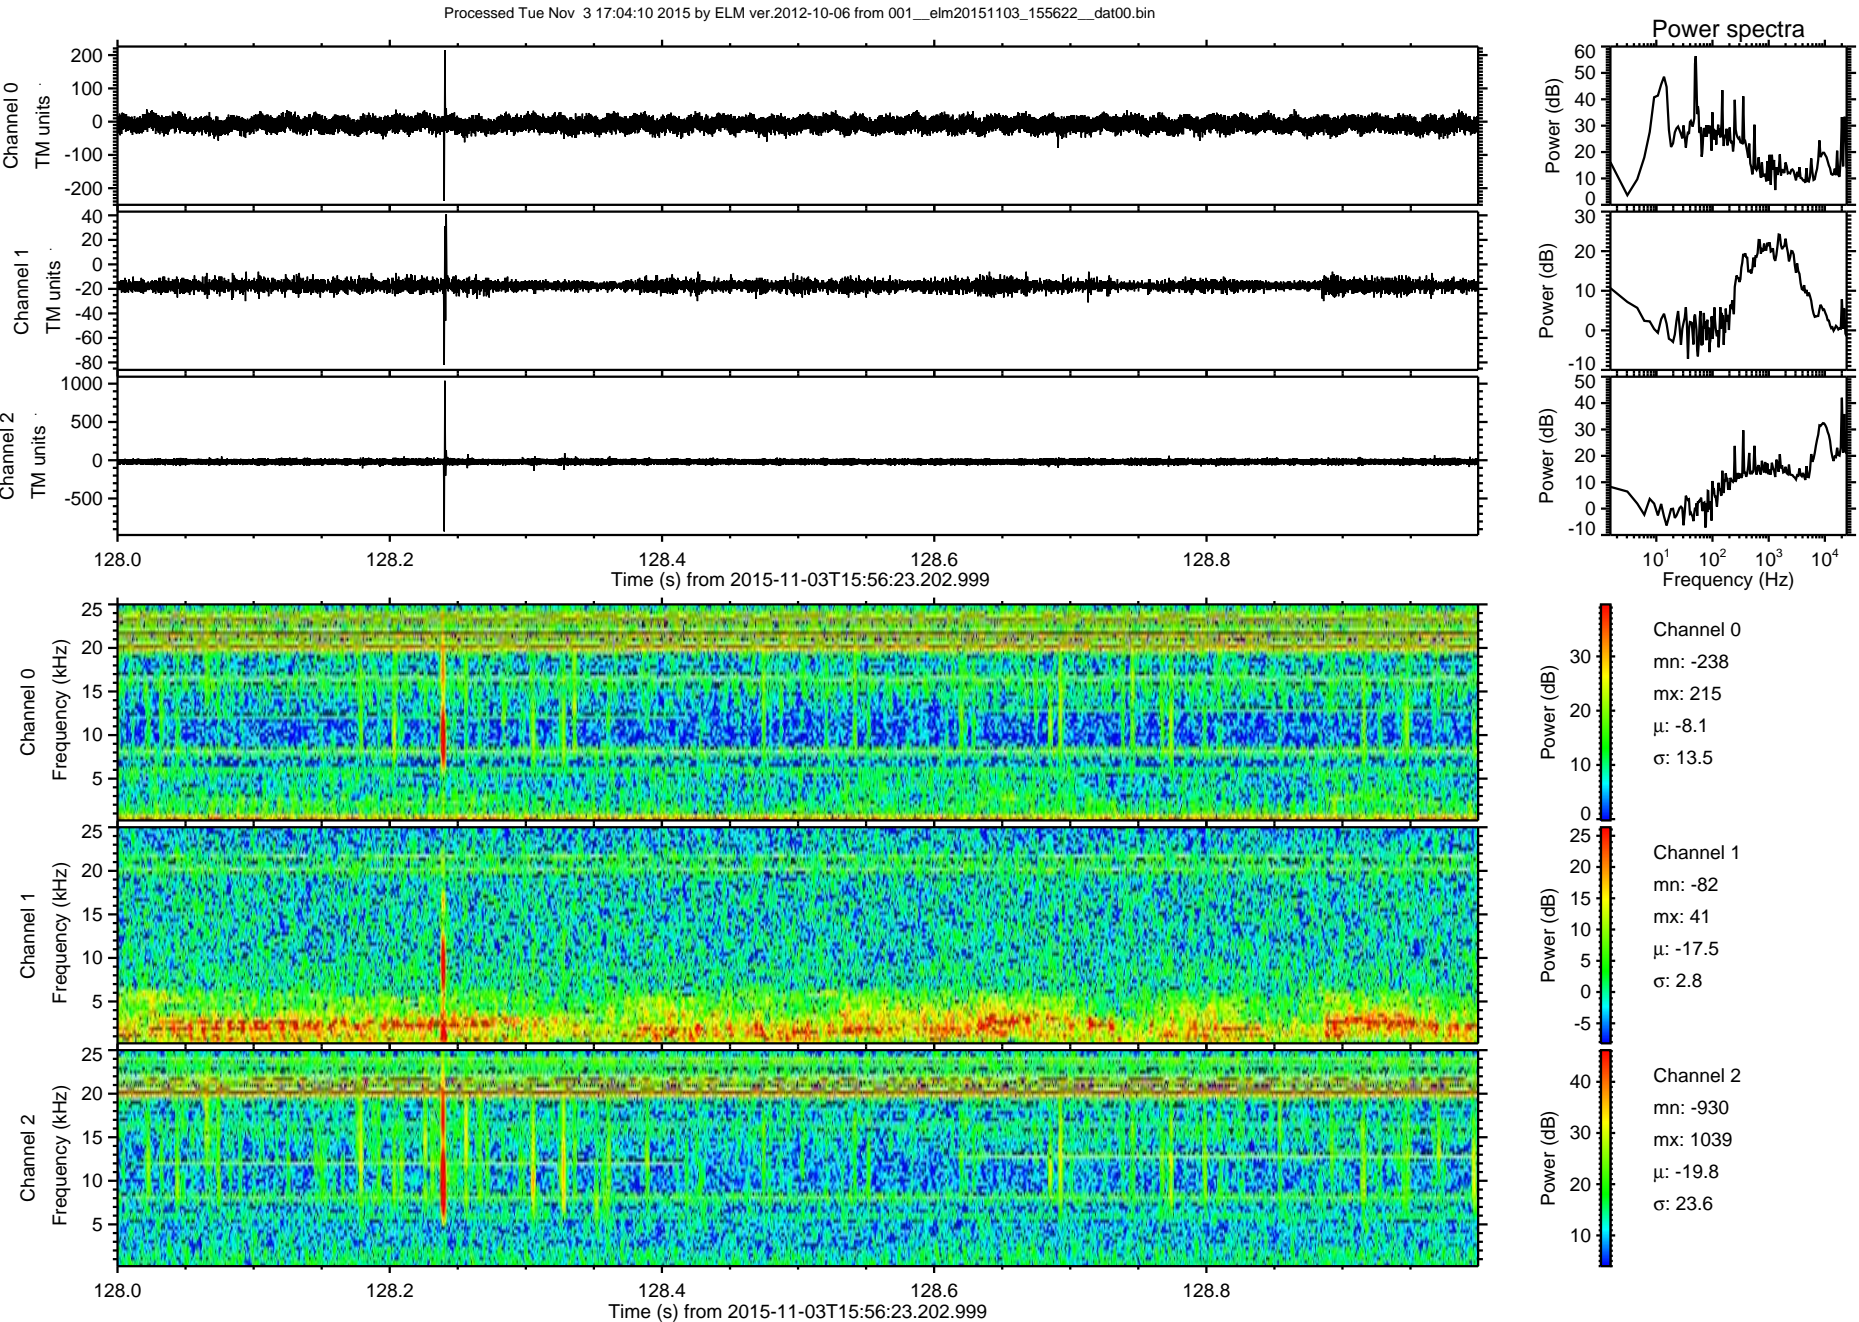 Processed Tue Nov  3 17:04:10 2015 by ELM ver.2012-10-06 from 001__elm20151103_155622__dat00.bin
Power spectra
Channel 0
TM units
200
100
0
-100
-200
Power (dB)
60
50
40
30
20
10
0
Channel 1
TM units
40
20
0
-20
-40
-60
-80
Power (dB)
30
20
10
0
-10
Channel 2
TM units
1000
500
0
-500
Power (dB)
50
40
30
20
10
0
-10
128.0 128.2 128.4 128.6 128.8
Time (s) from 2015-11-03T15:56:23.202.999
10^1 10^2 10^3 10^4
Frequency (Hz)
Channel 0
Frequency (kHz)
25
20
15
10
5
Power (dB)
30
20
10
0
Channel 0
mn: -238
mx: 215
μ: -8.1
σ: 13.5
Channel 1
Frequency (kHz)
25
20
15
10
5
Power (dB)
25
20
15
10
5
0
-5
Channel 1
mn: -82
mx: 41
μ: -17.5
σ: 2.8
Channel 2
Frequency (kHz)
25
20
15
10
5
Power (dB)
40
30
20
10
Channel 2
mn: -930
mx: 1039
μ: -19.8
σ: 23.6
128.0 128.2 128.4 128.6 128.8
Time (s) from 2015-11-03T15:56:23.202.999